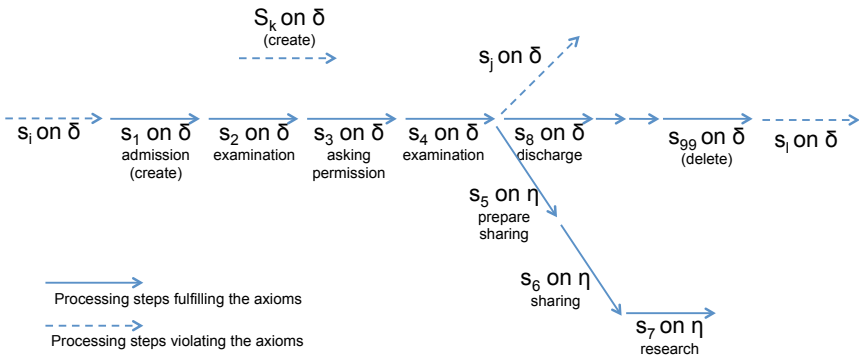 S_k on δ
(create)
s_j on δ
s_i on δ
s_1 on δ
admission
(create)
s_2 on δ
examination
s_3 on δ
asking
permission
s_4 on δ
examination
s_8 on δ
discharge
s_99 on δ
(delete)
s_l on δ
s_5 on η
prepare
sharing
s_6 on η
sharing
s_7 on η
research
Processing steps fulfilling the axioms
Processing steps violating the axioms